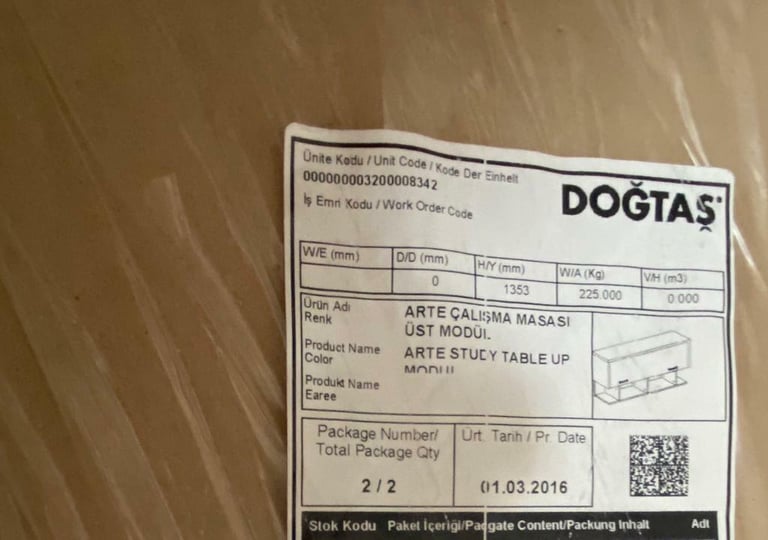 Ünite Kodu / Unit Code / Kode Der Einheit
000000003200008342
İş Emri Kodu / Work Order Code
DOĞTAŞ
W/E (mm) D/D (mm) H/Y (mm) W/A (Kg) V/H (m3)
0 1353 225.000 0.000
Ürün Adı
Renk
ARTE ÇALIŞMA MASASI
ÜST MODÜL
Product Name
Color
ARTE STUDY TABLE UP
MODUL
Produkt Name
Earee
Package Number/
Total Package Qty
2 / 2
Ürt. Tarih / Pr. Date
01.03.2016
Stok Kodu Paket İçeriği/Padgate Content/Packung Inhalt Adt